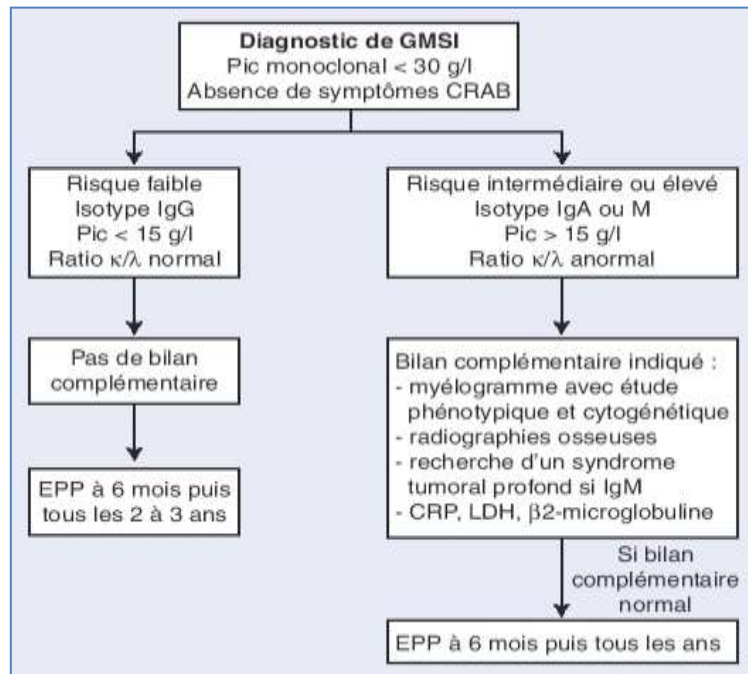 Diagnostic de GMSI
Pic monoclonal < 30 g/l
Absence de symptômes CRAB
Risque faible
Isotype IgG
Pic < 15 g/l
Ratio κ/λ normal
Pas de bilan
complémentaire
EPP à 6 mois puis
tous les 2 à 3 ans
Risque intermédiaire ou élevé
Isotype IgA ou M
Pic > 15 g/l
Ratio κ/λ anormal
Bilan complémentaire indiqué :
- myélogramme avec étude
phénotypique et cytogénétique
- radiographies osseuses
- recherche d'un syndrome
tumoral profond si IgM
- CRP, LDH, β2-microglobuline
Si bilan
complémentaire
normal
EPP à 6 mois puis tous les ans